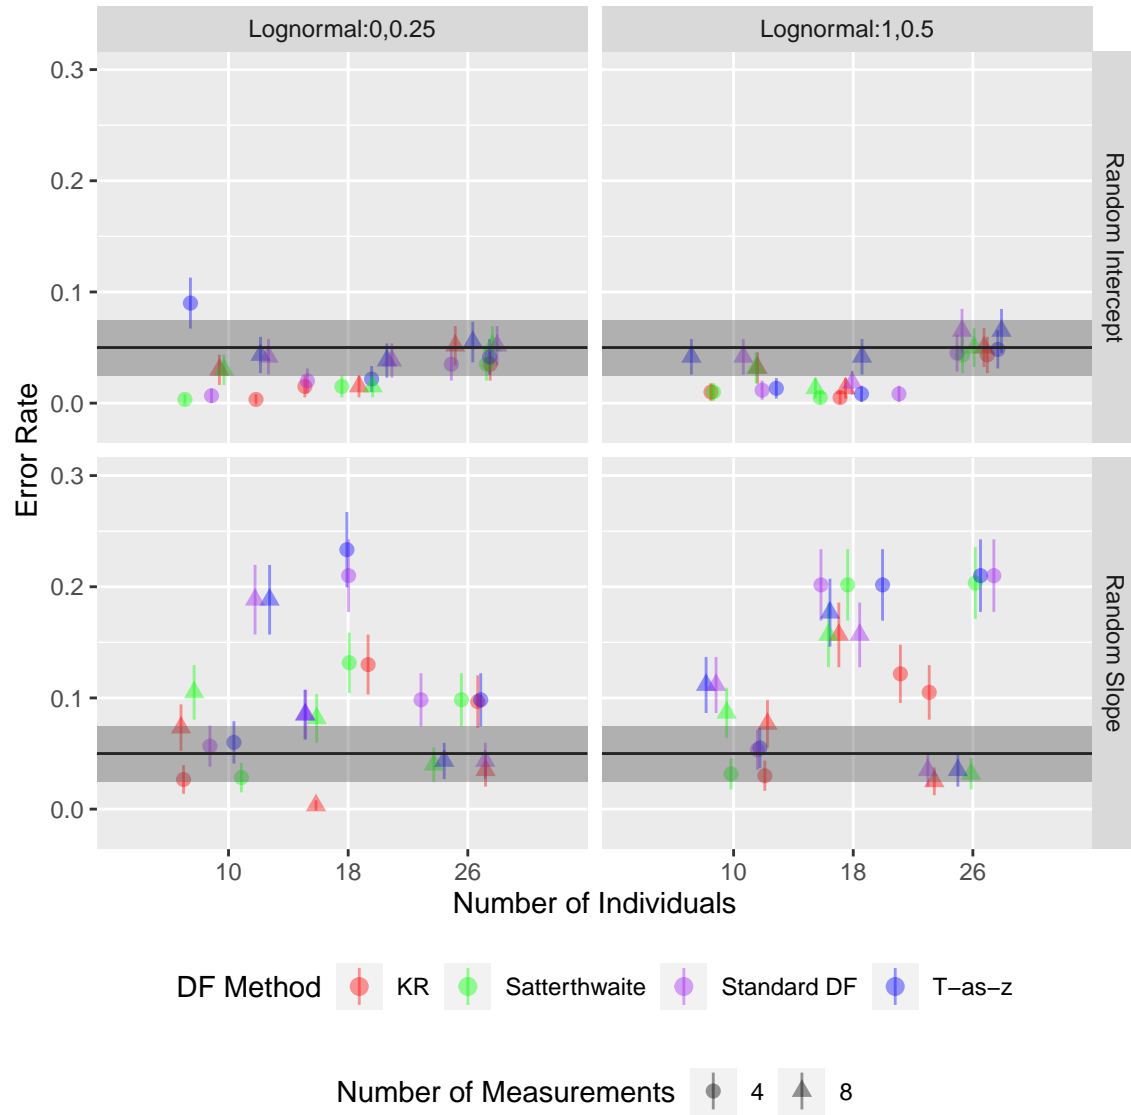 Lognormal:0,0.25 Lognormal:1,0.5
0.3
0.2
0.1
0.0
Random Intercept
Error Rate
0.3
0.2
0.1
0.0
Random Slope
10 18 26 10 18 26
Number of Individuals
DF Method KR Satterthwaite Standard DF T−as−z
Number of Measurements 4 8